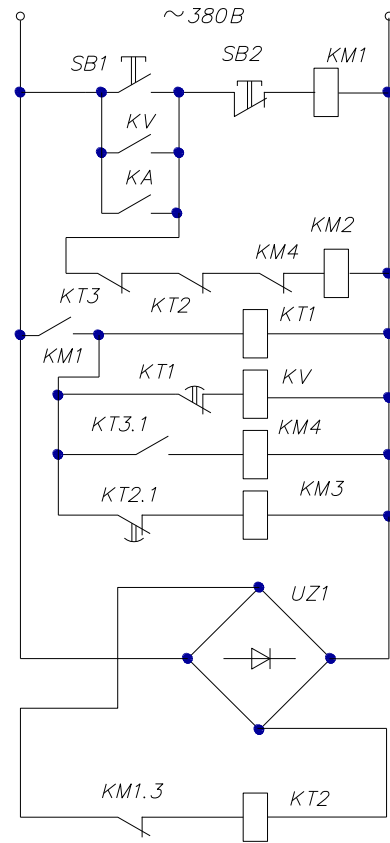 ~380В
SB1
SB2
KM1
KV
KA
KM2
KM4
KT3
KT2
KT1
KM1
KT1
KV
KT3.1
KM4
KT2.1
KM3
UZ1
KM1.3
KT2